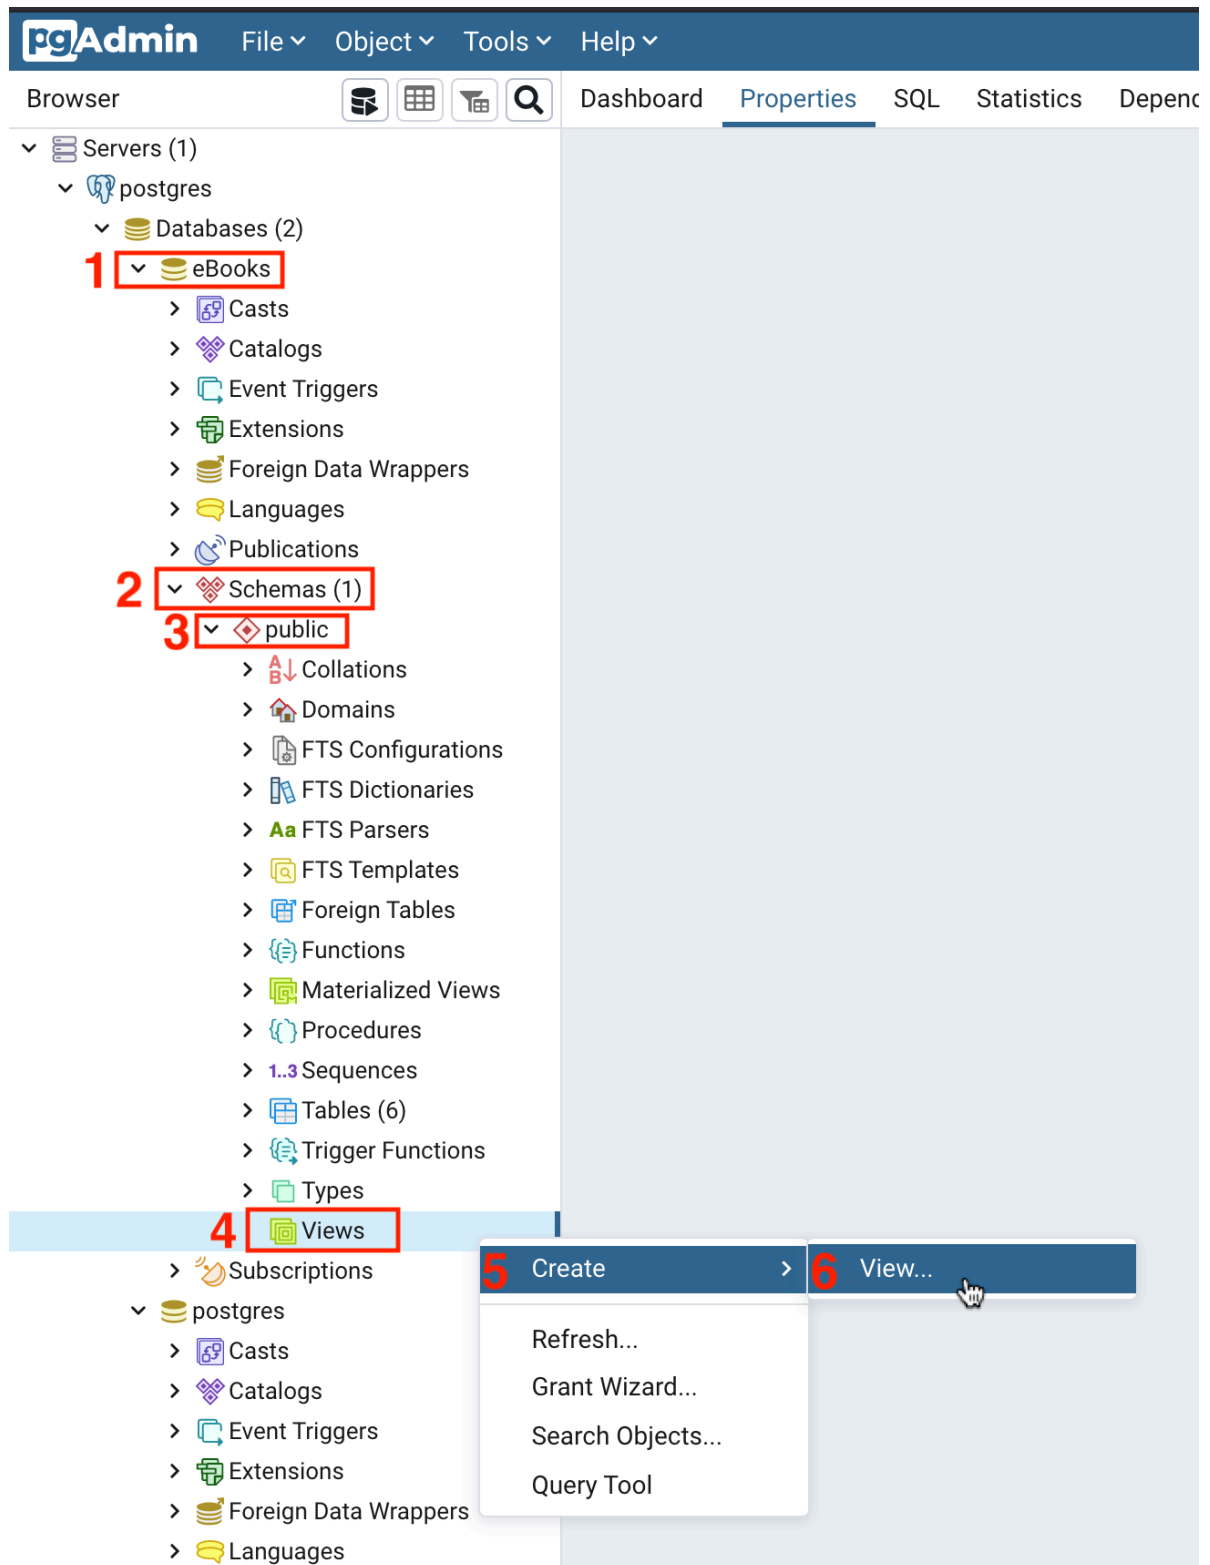 pgAdmin File Object Tools Help
Browser Dashboard Properties SQL Statistics Depend
Servers (1)
postgres
Databases (2)
1 eBooks
Casts
Catalogs
Event Triggers
Extensions
Foreign Data Wrappers
Languages
Publications
2 Schemas (1)
3 public
A B Collations
Domains
FTS Configurations
FTS Dictionaries
Aa FTS Parsers
FTS Templates
Foreign Tables
Functions
Materialized Views
Procedures
1..3 Sequences
Tables (6)
Trigger Functions
Types
4 Views
5 Create 6 View...
Subscriptions
postgres
Refresh...
Casts
Grant Wizard...
Catalogs
Search Objects...
Event Triggers
Query Tool
Extensions
Foreign Data Wrappers
Languages